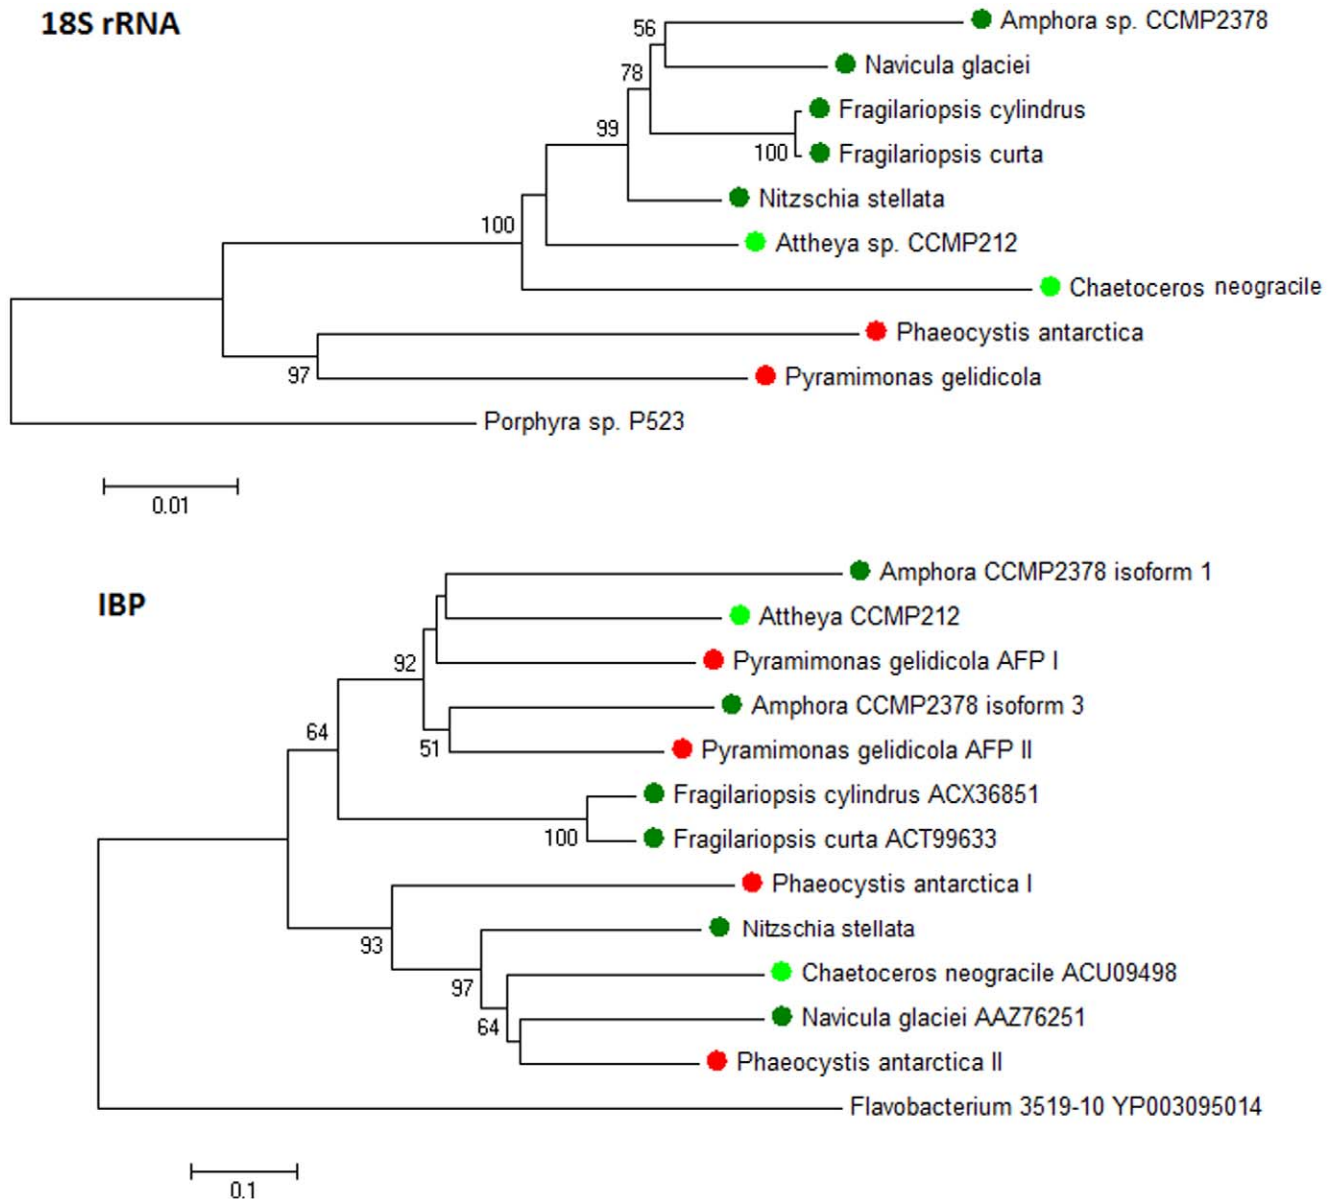 18S rRNA
56
Amphora sp. CCMP2378
78
Navicula glaciei
99
Fragilariopsis cylindrus
100
Fragilariopsis curta
Nitzschia stellata
100
Attheya sp. CCMP212
Chaetoceros neogracile
Phaeocystis antarctica
97
Pyramimonas gelidicola
Porphyra sp. P523
0.01
IBP
Amphora CCMP2378 isoform 1
Attheya CCMP212
92
Pyramimonas gelidicola AFP I
64
Amphora CCMP2378 isoform 3
51
Pyramimonas gelidicola AFP II
Fragilariopsis cylindrus ACX36851
100
Fragilariopsis curta ACT99633
Phaeocystis antarctica I
93
Nitzschia stellata
97
Chaetoceros neogracile ACU09498
64
Navicula glaciei AAZ76251
Phaeocystis antarctica II
Flavobacterium 3519-10 YP003095014
0.1